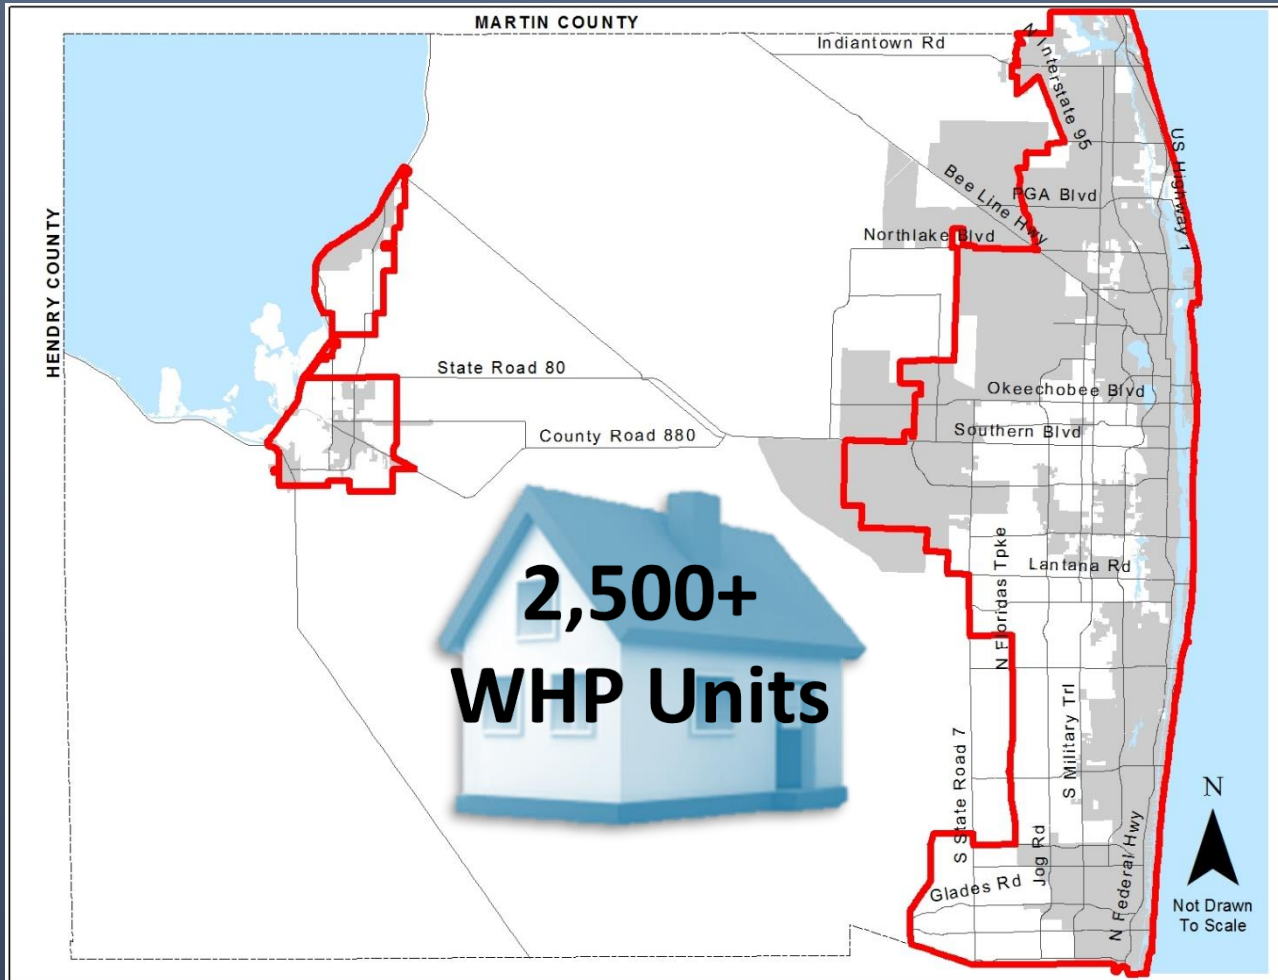 MARTIN COUNTY
Indiantown Rd
N Interstate 95
US Highway 1
HENDRY COUNTY
Bee Line Hwy
PGA Blvd
Northlake Blvd
State Road 80
Okeechobee Blvd
County Road 880
Southern Blvd
N Floridas Tpke
Lantana Rd
2,500+
WHP Units
S State Road 7
S Military Trl
Jog Rd
Glades Rd
N Federal Hwy
N
Not Drawn
To Scale